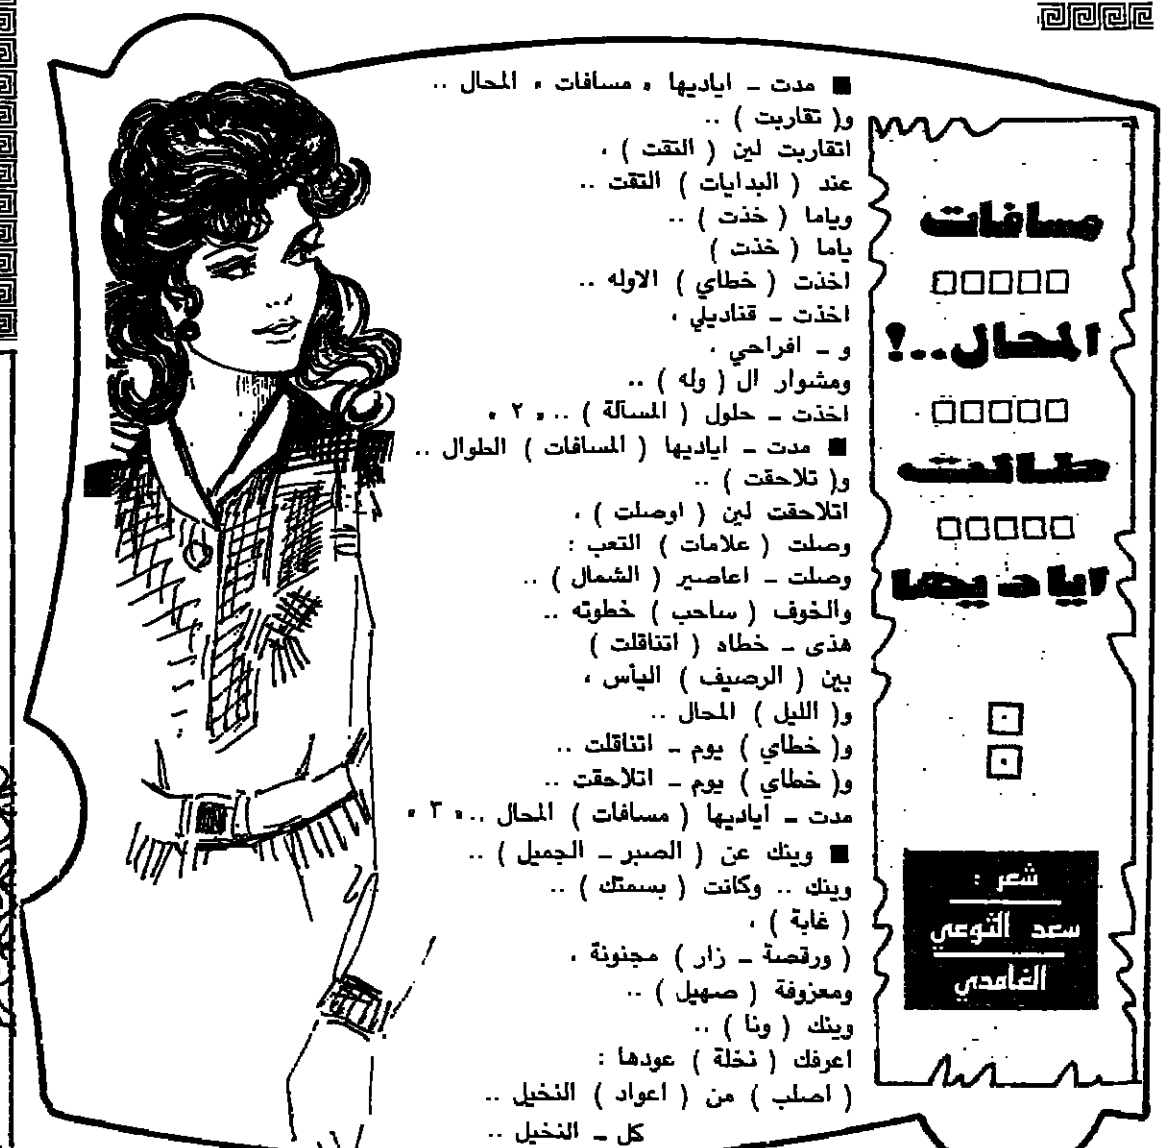 مسافات
المحال..!
طالت
اياديها
شعر :
سعد الثوعي
الغامدي
■ مدت ـ اياديها « مسافات » المحال ..
و( تقاربت ) ..
اتقاربت لين ( التقت ) ،
عند ( البدايات ) التقت ..
وياما ( خذت ) ..
ياما ( خذت )
اخذت ( خطاي ) الاوله ..
اخذت ـ قناديلي ،
و ـ افراحي .
ومشوار ال ( وله ) ..
اخذت ـ حلول ( المسألة ) .. « ٢ »
■ مدت ـ اياديها ( المسافات ) الطوال ..
و( تلاحقت ) ..
اتلاحقت لين ( اوصلت ) .
وصلت ( علامات ) التعب :
وصلت ـ اعاصير ( الشمال ) ..
والخوف ( ساحب ) خطوته ..
هذى ـ خطاه ( اتناقلت )
بين ( الرصيف ) اليأس ،
و( الليل ) المحال ..
و( خطاي ) يوم ـ اتناقلت ..
و( خطاي ) يوم ـ اتلاحقت ..
مدت ـ اياديها ( مسافات ) المحال .. « ٣ »
■ وينك عن ( الصبر ـ الجميل ) ..
وينك .. وكانت ( بسمتك ) ..
( غابة ) ،
( ورقصة ـ زار ) مجنونة ،
ومعزوفة ( صهيل ) ..
وينك ( ونا ) ..
اعرفك ( نخلة ) عودها :
( اصلب ) من ( اعواد ) النخيل ..
كل ـ النخيل ..